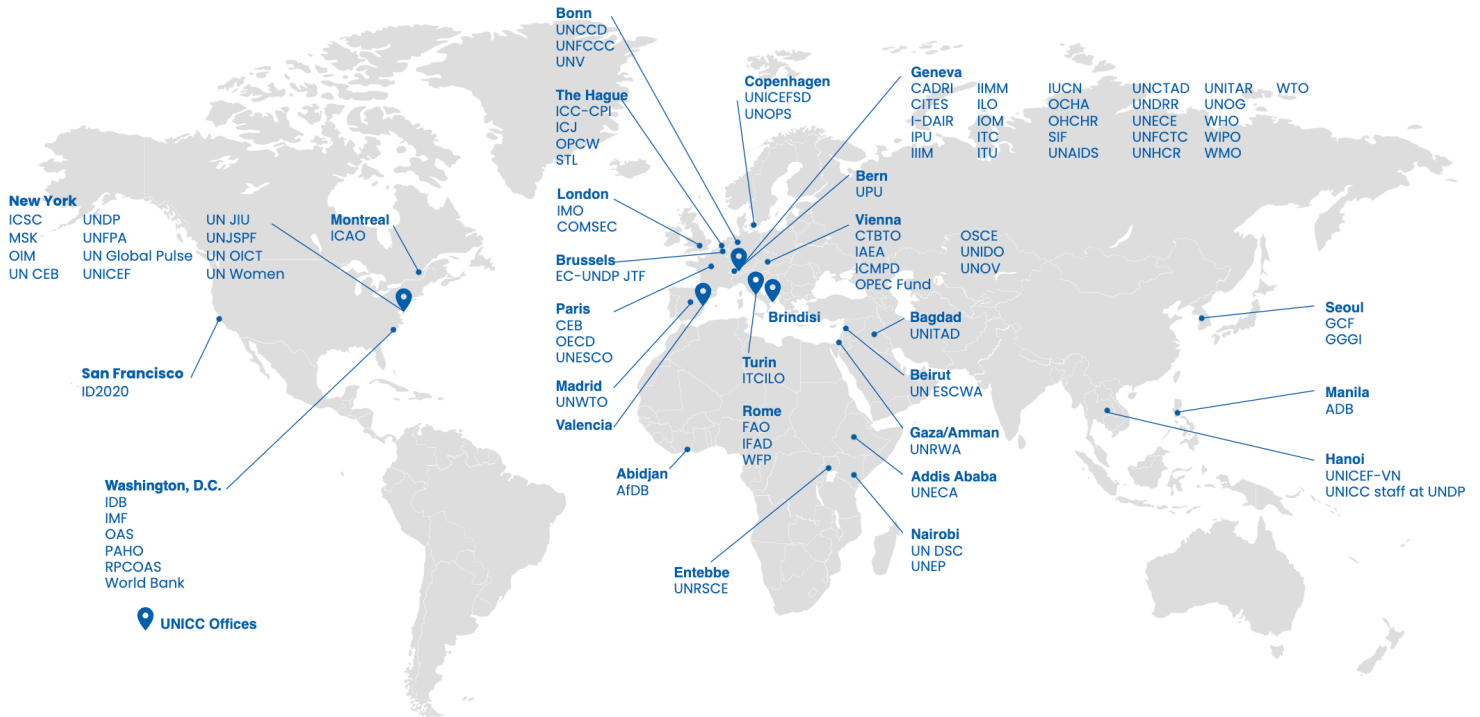 Bonn
UNCCD
UNFCCC
UNV
The Hague
ICC-CPI
ICJ
OPCW
STL
London
IMO
COMSEC
Brussels
EC-UNDP JTF
Paris
CEB
OECD
UNESCO
Madrid
UNWTO
Valencia
Copenhagen
UNICEFSD
UNOPS
Geneva
CADRI IIMM IUCN UNCTAD UNITAR WTO
CITES ILO OCHA UNDRR UNOG
I-DAIR IOM OHCHR UNECE WHO
IPU ITC SIF UNFCTC WIPO
IIIM ITU UNAIDS UNHCR WMO
Bern
UPU
Vienna
CTBTO OSCE
IAEA UNIDO
ICMPD UNOV
OPEC Fund
New York
ICSC UNDP UN JIU
MSK UNFPA UNJSPF
OIM UN Global Pulse UN OICT
UN CEB UNICEF UN Women
Montreal
ICAO
San Francisco
ID2020
Washington, D.C.
IDB
IMF
OAS
PAHO
RPCOAS
World Bank
UNICC Offices
Brindisi
Turin
ITCILO
Rome
FAO
IFAD
WFP
Abidjan
AfDB
Entebbe
UNRSCE
Bagdad
UNITAD
Beirut
UN ESCWA
Gaza/Amman
UNRWA
Addis Ababa
UNECA
Nairobi
UN DSC
UNEP
Seoul
GCF
GGGI
Manila
ADB
Hanoi
UNICEF-VN
UNICC staff at UNDP